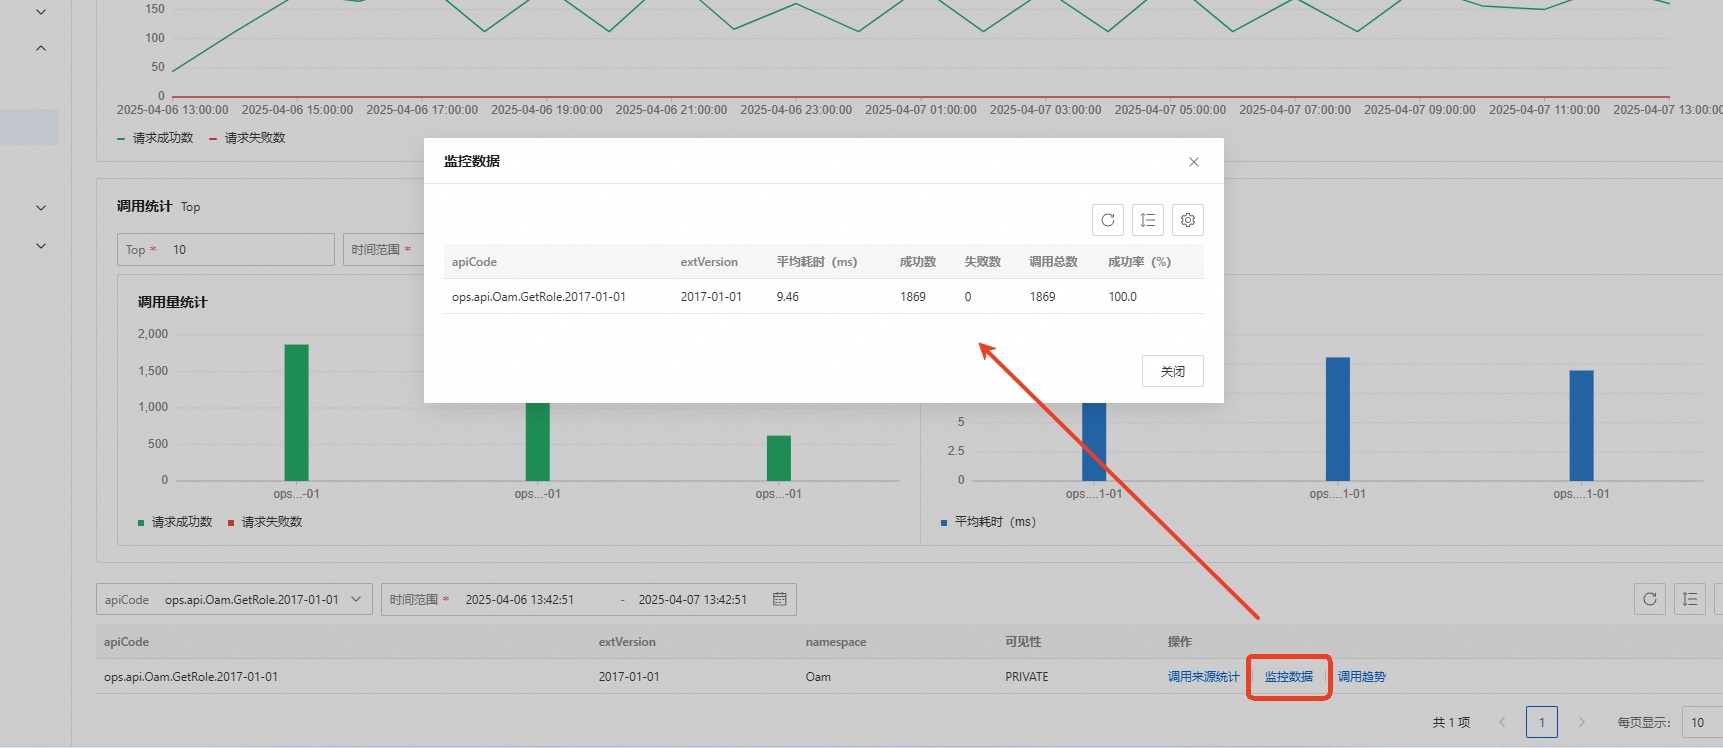 150
100
50
0
2025-04-06 13:00:00 2025-04-06 15:00:00 2025-04-06 17:00:00 2025-04-06 19:00:00 2025-04-06 21:00:00 2025-04-06 23:00:00 2025-04-07 01:00:00 2025-04-07 03:00:00 2025-04-07 05:00:00 2025-04-07 07:00:00 2025-04-07 09:00:00 2025-04-07 11:00:00 2025-04-07 13:00:00
请求成功数 请求失败数
监控数据
apiCode extVersion 平均耗时（ms） 成功数 失败数 调用总数 成功率（%）
ops.api.Oam.GetRole.2017-01-01 2017-01-01 9.46 1869 0 1869 100.0
关闭
调用统计 Top
Top * 10 时间范围 *
调用量统计
2,000
1,500
1,000
500
0
ops...-01 ops...-01 ops...-01
请求成功数 请求失败数
5
2.5
0
ops....1-01 ops....1-01 ops....1-01
平均耗时（ms）
apiCode ops.api.Oam.GetRole.2017-01-01 时间范围 * 2025-04-06 13:42:51 - 2025-04-07 13:42:51
apiCode extVersion namespace 可见性 操作
ops.api.Oam.GetRole.2017-01-01 2017-01-01 Oam PRIVATE 调用来源统计 监控数据 调用趋势
共 1 项 1 每页显示: 10